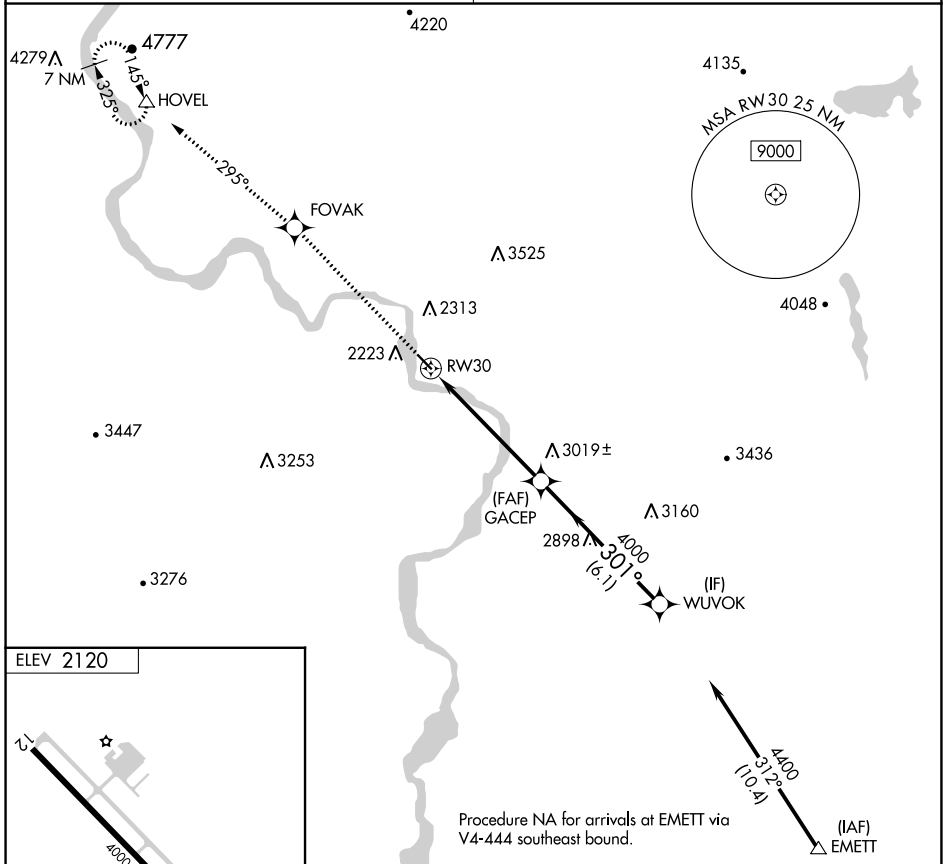 4220
4279
4777
7 NM
145°
325°
HOVEL
4135
MSA RW30 25 NM
9000
295°
FOVAK
3525
2313
4048
2223
RW30
3447
3253
3019±
3436
(FAF)
GACEP
3160
2898
4000
301°
(6.1)
(IF)
WUVOK
3276
ELEV 2120
12
4000
4400
312°
(10.4)
Procedure NA for arrivals at EMETT via
V4-444 southeast bound.
(IAF)
EMETT